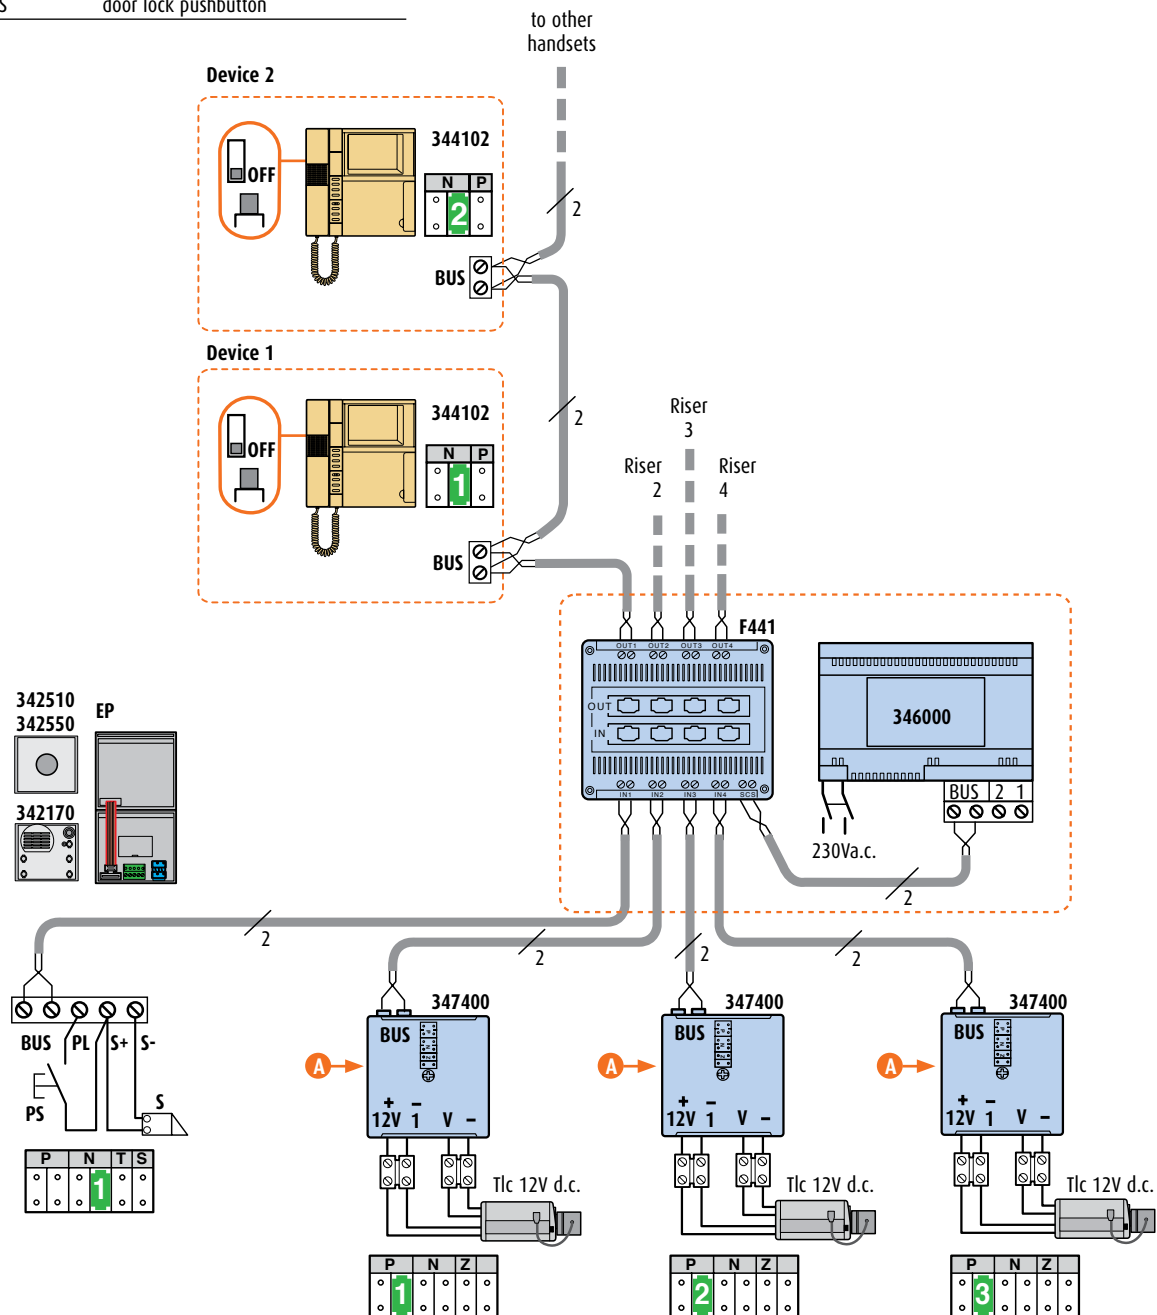 S door lock pushbutton
to other
handsets
Device 2
OFF
344102
N P
2
2
BUS
Device 1
OFF
344102
N P
1
2
BUS
Riser
3
Riser
2
Riser
4
F441
OUT1 OUT2 OUT3 OUT4
OUT
IN
IN1 IN2 IN3 IN4 SCS
346000
BUS 2 1
230Va.c.
2
342510
342550
EP
342170
2
2
2
2
BUS PL S+ S-
PS
S
P N T S
1
347400
BUS
A
+ –
12V 1 V –
Tlc 12V d.c.
P N Z
1
347400
BUS
A
+ –
12V 1 V –
Tlc 12V d.c.
P N Z
2
347400
BUS
A
+ –
12V 1 V –
Tlc 12V d.c.
P N Z
3